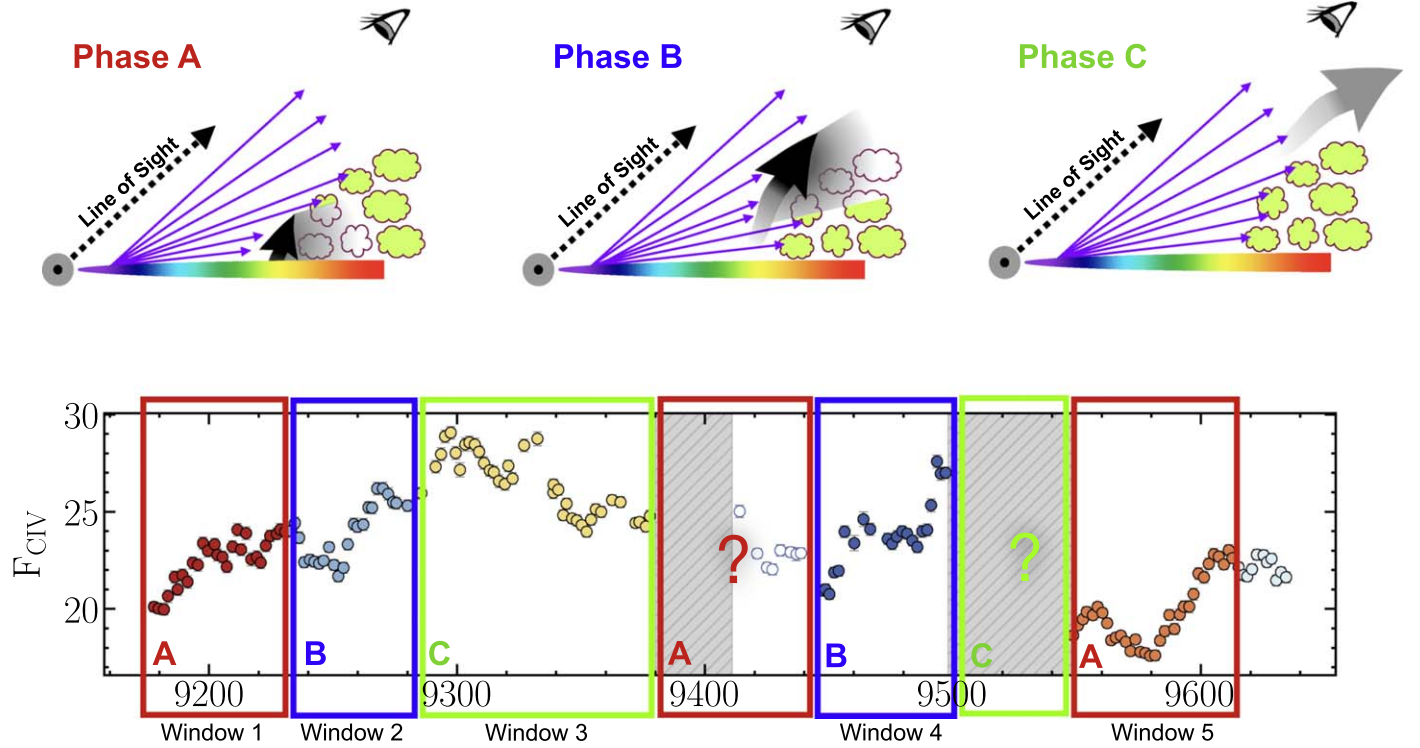 Phase A
Phase B
Phase C
Line of Sight
Line of Sight
Line of Sight
30
25
20
F_CIV
?
?
A
B
C
A
B
C
A
9200
9300
9400
9500
9600
Window 1
Window 2
Window 3
Window 4
Window 5